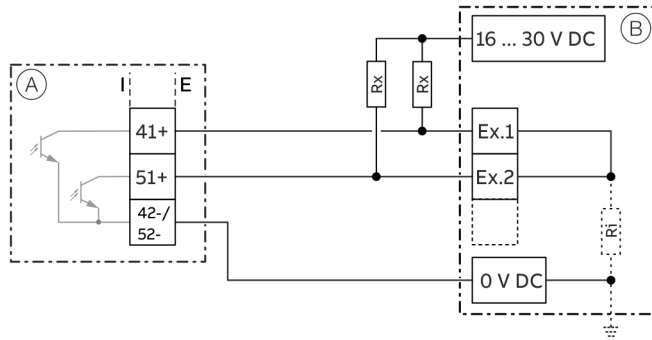 16 ... 30 V DC
B
A
I
E
Rx
Rx
41+
Ex.1
51+
Ex.2
42-/
52-
Ri
0 V DC